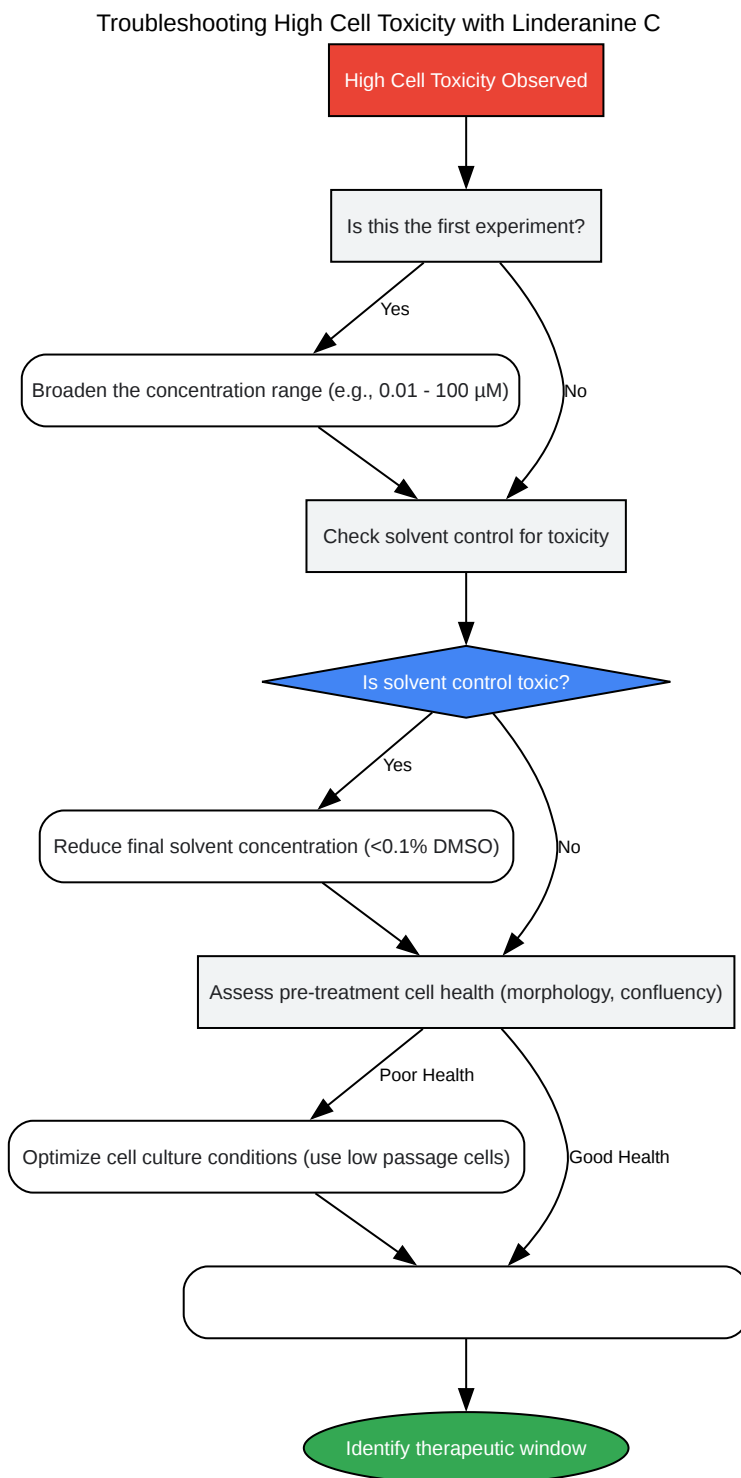 Troubleshooting High Cell Toxicity with Linderanine C
High Cell Toxicity Observed
Is this the first experiment?
Yes
Broaden the concentration range (e.g., 0.01 - 100 µM)
No
Check solvent control for toxicity
Is solvent control toxic?
Yes
Reduce final solvent concentration (<0.1% DMSO)
No
Assess pre-treatment cell health (morphology, confluency)
Poor Health
Optimize cell culture conditions (use low passage cells)
Good Health
Identify therapeutic window